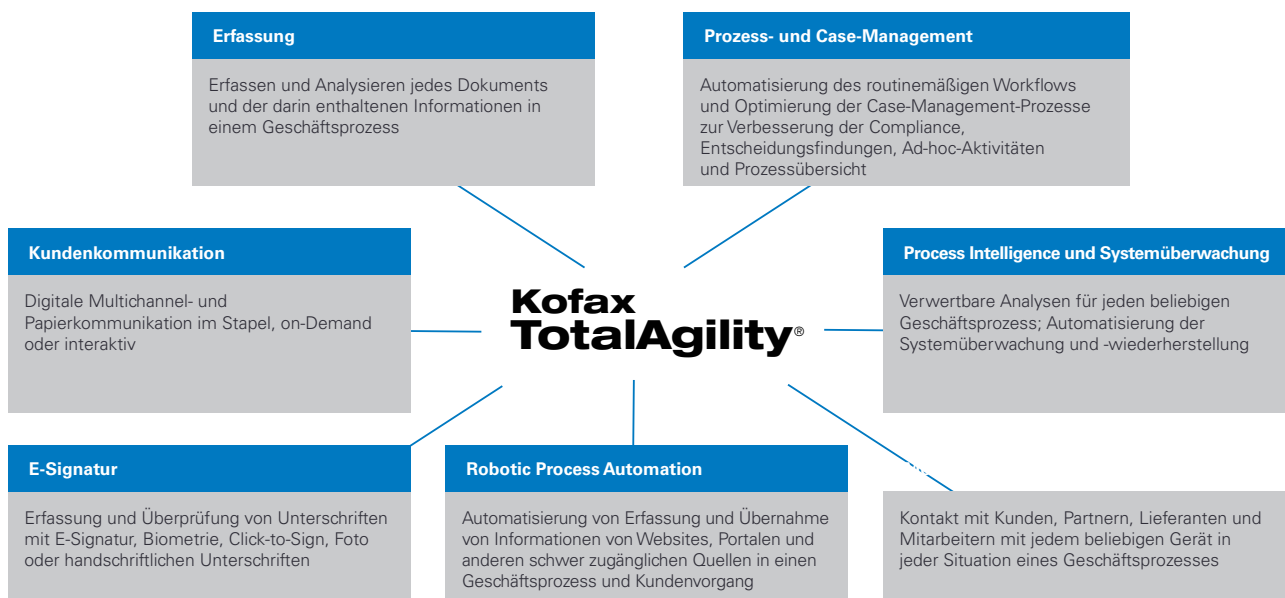 Erfassung
Erfassen und Analysieren jedes Dokuments
und der darin enthaltenen Informationen in
einem Geschäftsprozess
Prozess- und Case-Management
Automatisierung des routinemäßigen Workflows
und Optimierung der Case-Management-Prozesse
zur Verbesserung der Compliance,
Entscheidungsfindungen, Ad-hoc-Aktivitäten
und Prozessübersicht
Kundenkommunikation
Digitale Multichannel- und
Papierkommunikation im Stapel, on-Demand
oder interaktiv
Kofax
TotalAgility®
Process Intelligence und Systemüberwachung
Verwertbare Analysen für jeden beliebigen
Geschäftsprozess; Automatisierung der
Systemüberwachung und -wiederherstellung
E-Signatur
Erfassung und Überprüfung von Unterschriften
mit E-Signatur, Biometrie, Click-to-Sign, Foto
oder handschriftlichen Unterschriften
Robotic Process Automation
Automatisierung von Erfassung und Übernahme
von Informationen von Websites, Portalen und
anderen schwer zugänglichen Quellen in einen
Geschäftsprozess und Kundenvorgang
Kontakt mit Kunden, Partnern, Lieferanten und
Mitarbeitern mit jedem beliebigen Gerät in
jeder Situation eines Geschäftsprozesses